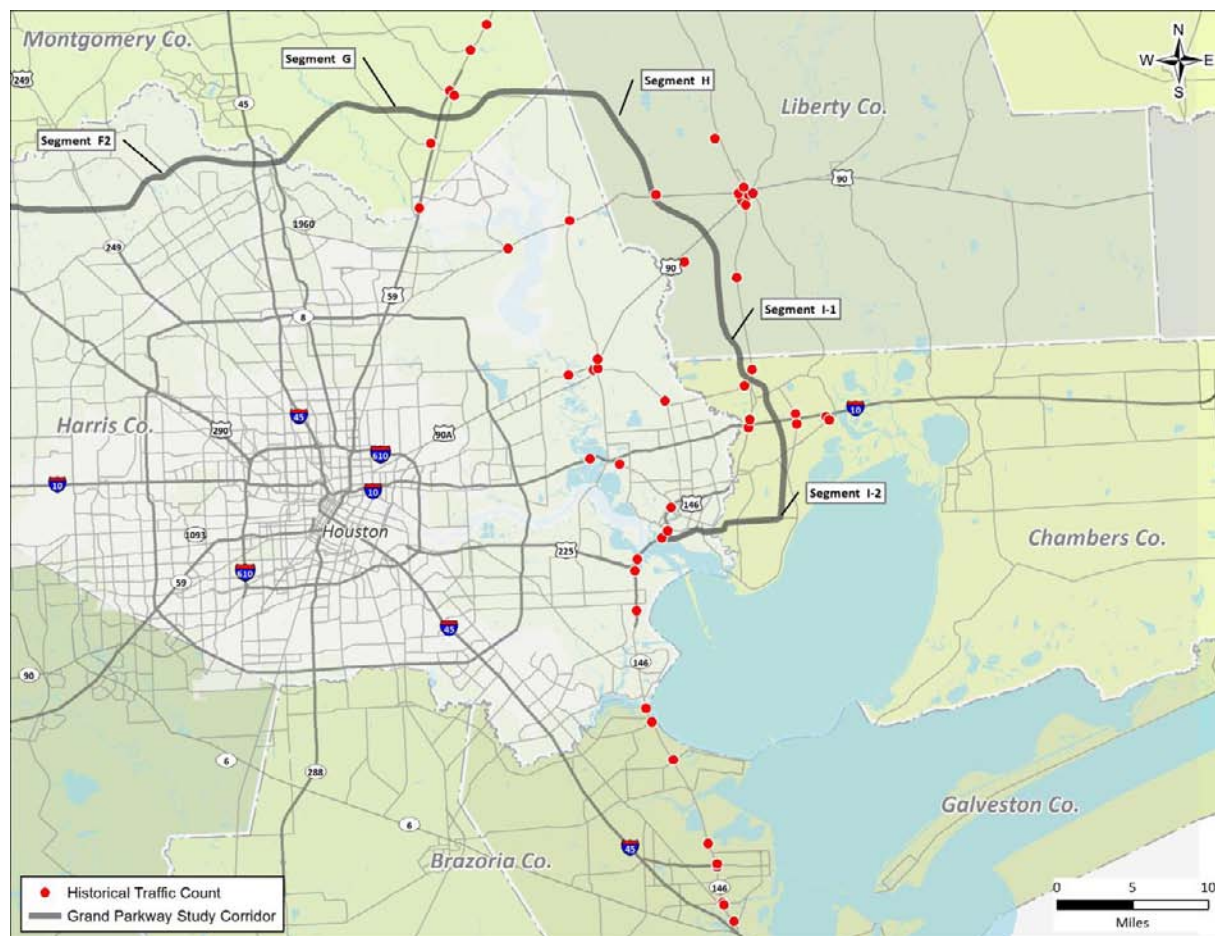 Montgomery Co.
Segment G
N
W E
S
249
Segment H
45
Liberty Co.
Segment F2
90
1960
249
90
59
8
Segment I-1
45
10
Harris Co.
290
90A
610
10
10
Segment I-2
146
1093
Houston
225
Chambers Co.
59
610
45
146
90
6
288
Galveston Co.
6
45
Brazoria Co.
146
Historical Traffic Count
Grand Parkway Study Corridor
0 5 10
Miles